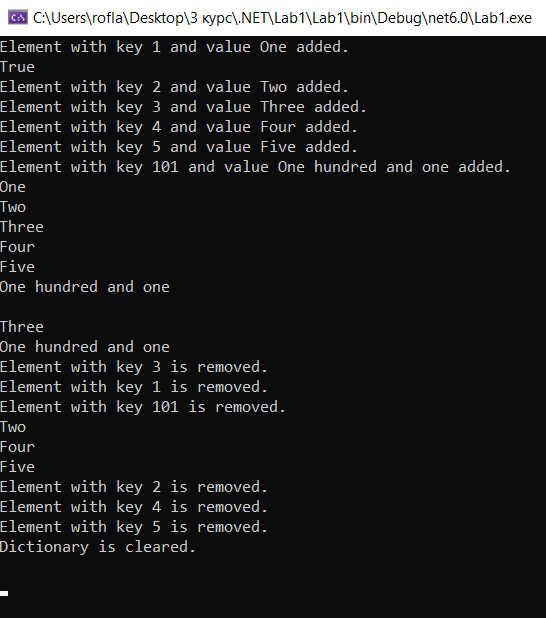 C:\Users\rofla\Desktop\3 курс\.NET\Lab1\Lab1\bin\Debug\net6.0\Lab1.exe
Element with key 1 and value One added.
True
Element with key 2 and value Two added.
Element with key 3 and value Three added.
Element with key 4 and value Four added.
Element with key 5 and value Five added.
Element with key 101 and value One hundred and one added.
One
Two
Three
Four
Five
One hundred and one
Three
One hundred and one
Element with key 3 is removed.
Element with key 1 is removed.
Element with key 101 is removed.
Two
Four
Five
Element with key 2 is removed.
Element with key 4 is removed.
Element with key 5 is removed.
Dictionary is cleared.